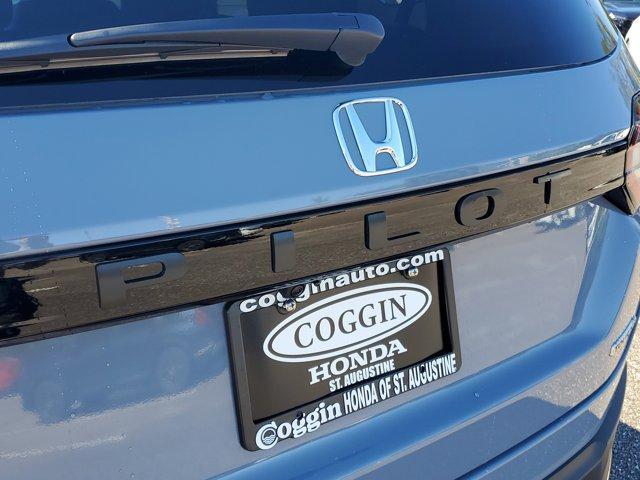 PILOT
cogginauto.com
COGGIN
HONDA
ST. AUGUSTINE
Coggin HONDA OF ST. AUGUSTINE